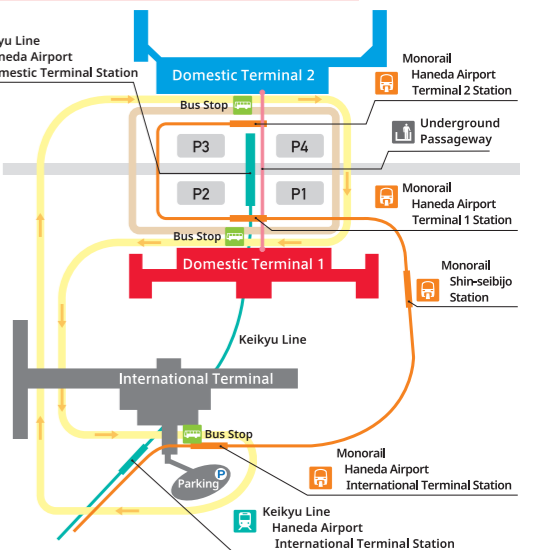 yu Line
neda Airport
mestic Terminal Station
Domestic Terminal 2
Monorail
Haneda Airport
Terminal 2 Station
Bus Stop
Underground
Passageway
P3
P4
P2
P1
Monorail
Haneda Airport
Terminal 1 Station
Bus Stop
Domestic Terminal 1
Monorail
Shin-seibijo
Station
Keikyu Line
International Terminal
Bus Stop
Monorail
Haneda Airport
International Terminal Station
P
Parking
Keikyu Line
Haneda Airport
International Terminal Station